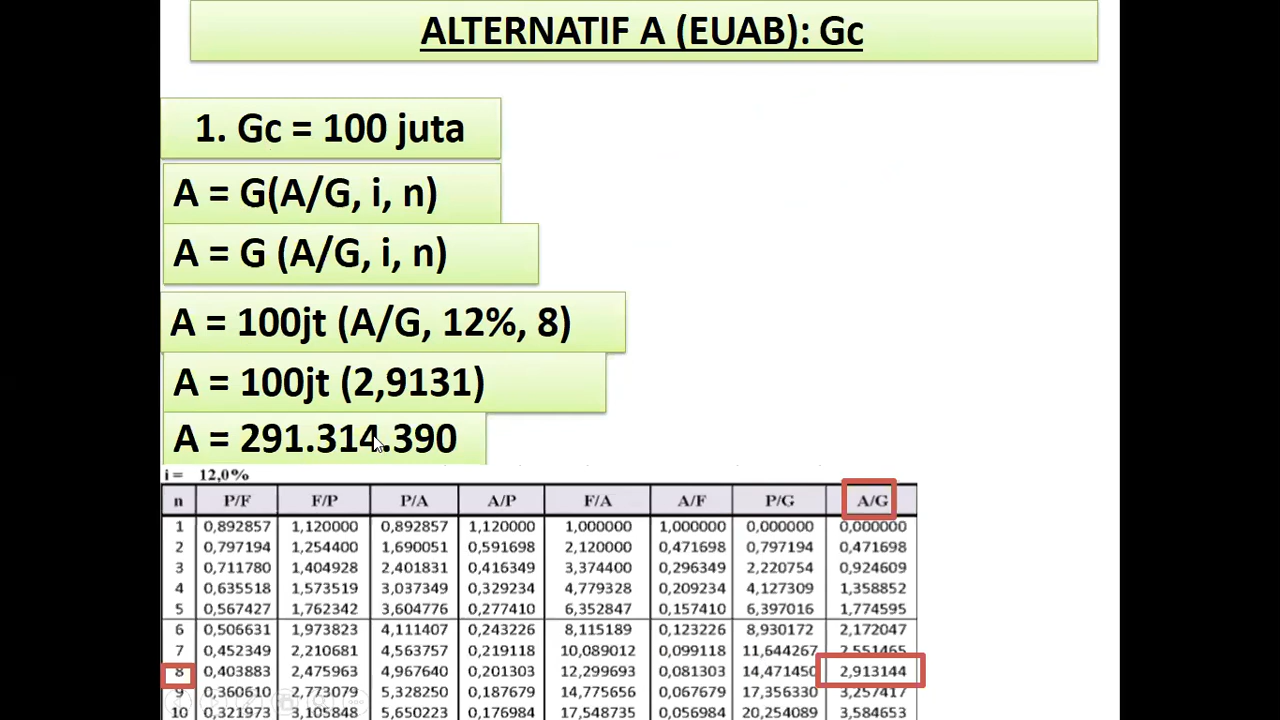 ALTERNATIF A (EUAB): Gc
1. Gc = 100 juta
A = G(A/G, i, n)
A = G (A/G, i, n)
A = 100jt (A/G, 12%, 8)
A = 100jt (2,9131)
A = 291.314.390
i = 12,0%
n P/F F/P P/A A/P F/A A/F P/G A/G
1 0,892857 1,120000 0,892857 1,120000 1,000000 1,000000 0,000000 0,000000
2 0,797194 1,254400 1,690051 0,591698 2,120000 0,471698 0,797194 0,471698
3 0,711780 1,404928 2,401831 0,416349 3,374400 0,296349 2,220754 0,924609
4 0,635518 1,573519 3,037349 0,329234 4,779328 0,209234 4,127309 1,358852
5 0,567427 1,762342 3,604776 0,277410 6,352847 0,157410 6,397016 1,774595
6 0,506631 1,973823 4,111407 0,243226 8,115189 0,123226 8,930172 2,172047
7 0,452349 2,210681 4,563757 0,219118 10,089012 0,099118 11,644267 2,551465
8 0,403883 2,475963 4,967640 0,201303 12,299693 0,081303 14,471450 2,913144
9 0,360610 2,773079 5,328250 0,187679 14,775656 0,067679 17,356330 3,257417
10 0,321973 3,105848 5,650223 0,176984 17,548735 0,056984 20,254089 3,584653